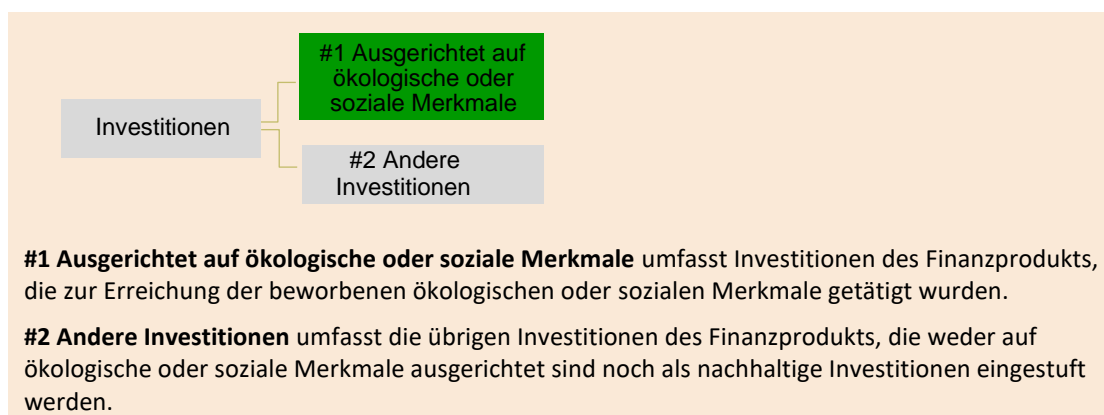 #1 Ausgerichtet auf
ökologische oder
soziale Merkmale
Investitionen
#2 Andere
Investitionen
#1 Ausgerichtet auf ökologische oder soziale Merkmale umfasst Investitionen des Finanzprodukts,
die zur Erreichung der beworbenen ökologischen oder sozialen Merkmale getätigt wurden.
#2 Andere Investitionen umfasst die übrigen Investitionen des Finanzprodukts, die weder auf
ökologische oder soziale Merkmale ausgerichtet sind noch als nachhaltige Investitionen eingestuft
werden.